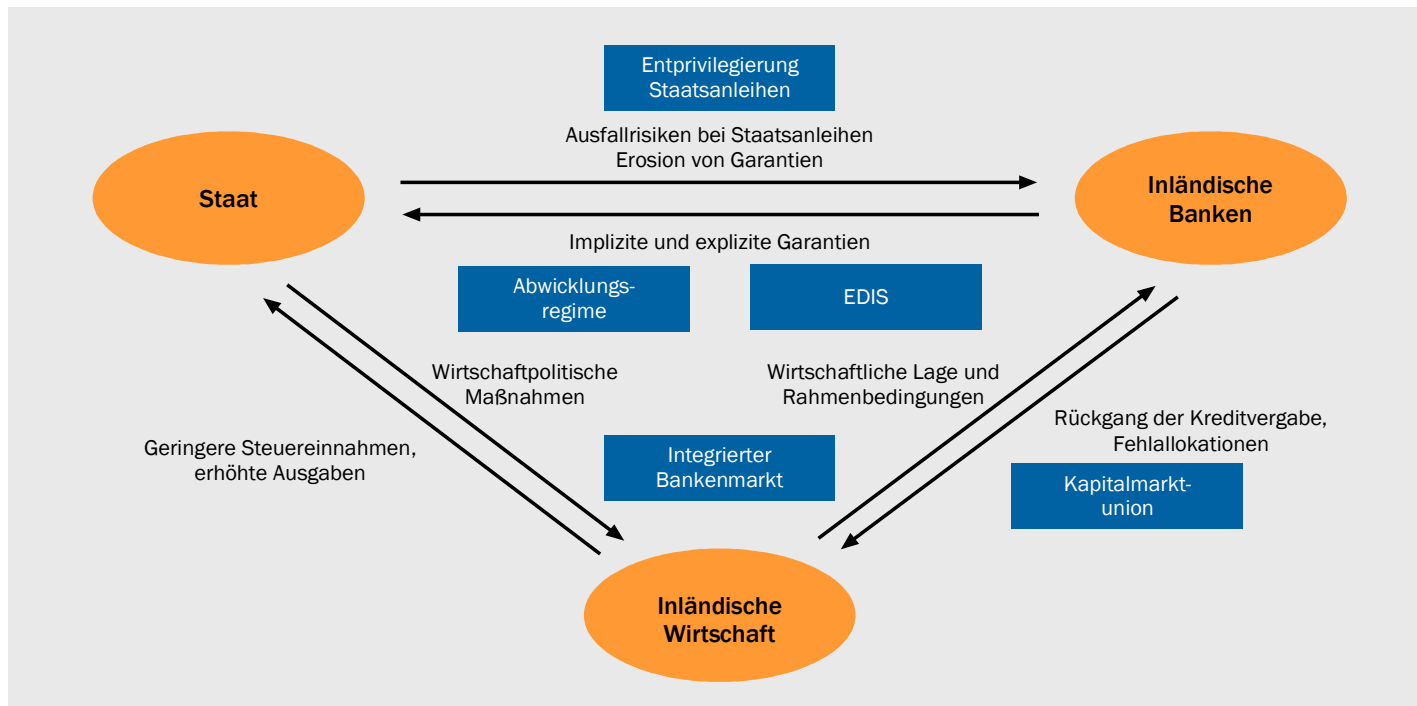 Entprivilegierung
Staatsanleihen
Ausfallrisiken bei Staatsanleihen
Erosion von Garantien
Staat
Inländische
Banken
Implizite und explizite Garantien
Abwicklungs-
regime
EDIS
Wirtschaftpolitische
Maßnahmen
Wirtschaftliche Lage und
Rahmenbedingungen
Geringere Steuereinnahmen,
erhöhte Ausgaben
Rückgang der Kreditvergabe,
Fehlallokationen
Integrierter
Bankenmarkt
Kapitalmarkt-
union
Inländische
Wirtschaft